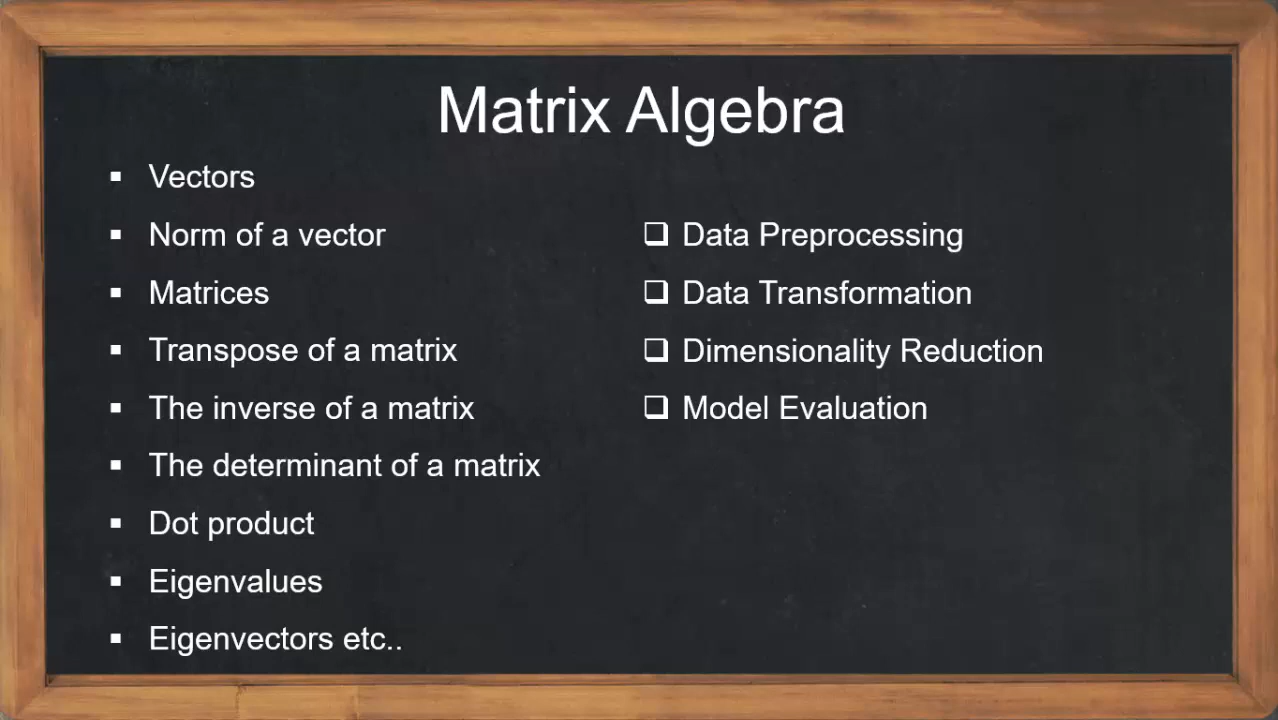 Matrix Algebra
▪ Vectors
▪ Norm of a vector
▪ Matrices
▪ Transpose of a matrix
▪ The inverse of a matrix
▪ The determinant of a matrix
▪ Dot product
▪ Eigenvalues
▪ Eigenvectors etc..
❑ Data Preprocessing
❑ Data Transformation
❑ Dimensionality Reduction
❑ Model Evaluation